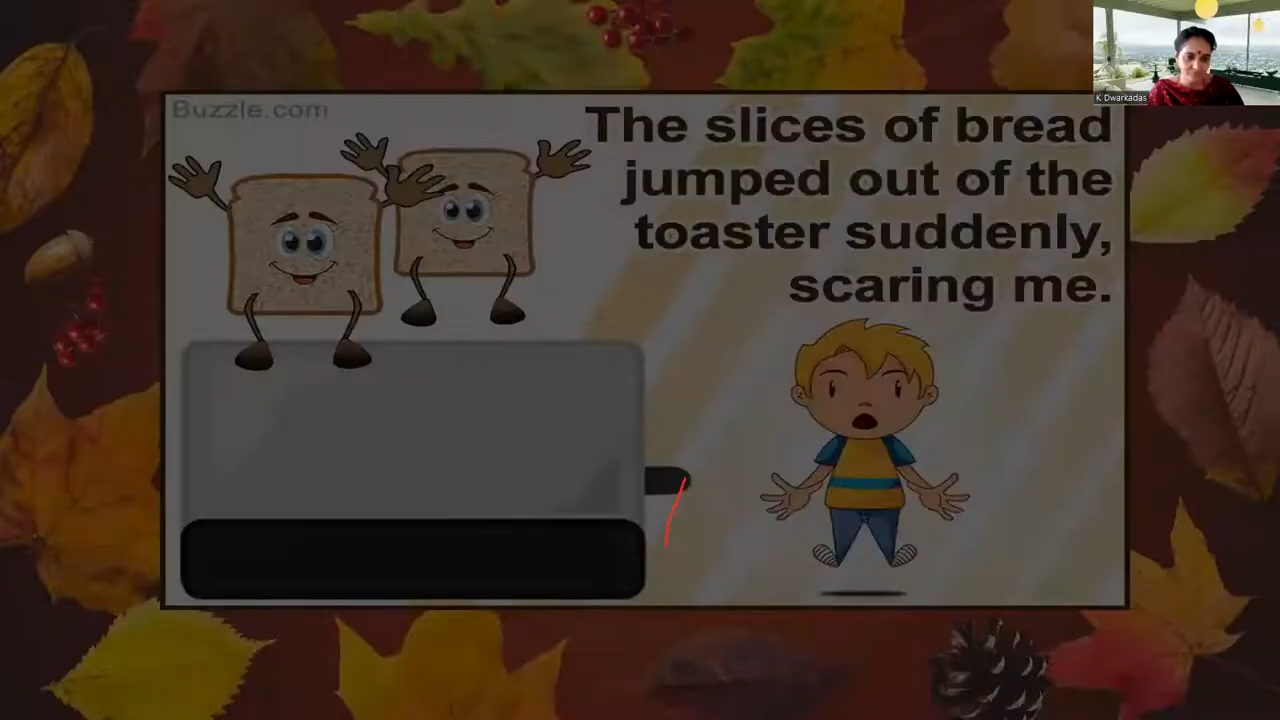 K Dwarkadas
Buzzle.com
The slices of bread
jumped out of the
toaster suddenly,
scaring me.